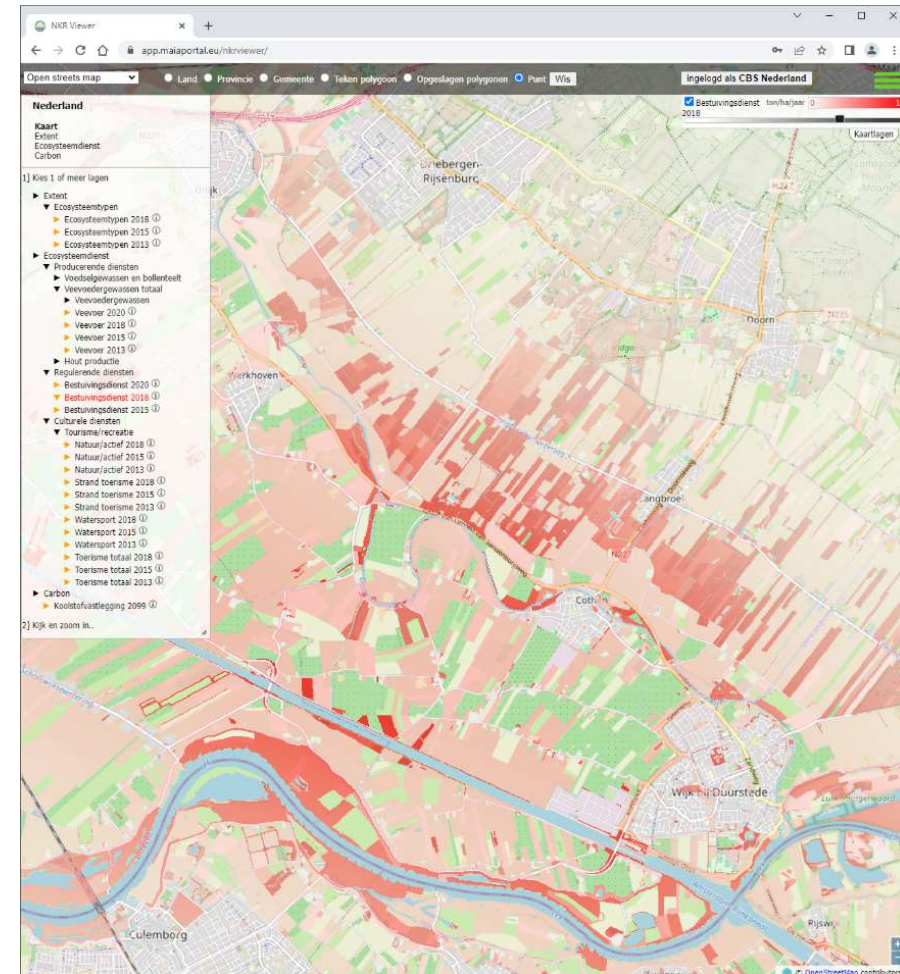 NKR Viewer
app.maiaportal.eu/nkrviewer/
Open streets map Land Provincie Gemeente Teken polygoon Opgeslagen polygonen Punt Wis
ingelogd als CBS Nederland
Nederland
Kaart
Extent
Ecosysteemdienst
Carbon
1] Kies 1 of meer lagen
Extent
Ecosysteemtypen
Ecosysteemtypen 2018
Ecosysteemtypen 2015
Ecosysteemtypen 2013
Ecosysteemdienst
Producerende diensten
Voedselgewassen en bollenteelt
Veevoedergewassen totaal
Veevoedergewassen
Veevoer 2020
Veevoer 2018
Veevoer 2015
Veevoer 2013
Hout productie
Regulerende diensten
Bestuivingsdienst 2020
Bestuivingsdienst 2018
Bestuivingsdienst 2015
Culturele diensten
Tourisme/recreatie
Natuur/actief 2018
Natuur/actief 2015
Natuur/actief 2013
Strand toerisme 2018
Strand toerisme 2015
Strand toerisme 2013
Watersport 2018
Watersport 2015
Watersport 2013
Toerisme totaal 2018
Toerisme totaal 2015
Toerisme totaal 2013
Carbon
Koolstofvastlegging 2099
2] Kijk en zoom in..
Bestuivingsdienst ton/ha/jaar 0 1
2018
Kaartlagen
Driebergen-
Rijsenburg
Doorn
N225
Werkhoven
Langbroek
N227
Cothen
Wijk bij Duurstede
Culemborg
Rijswijk
© OpenStreetMap contributors